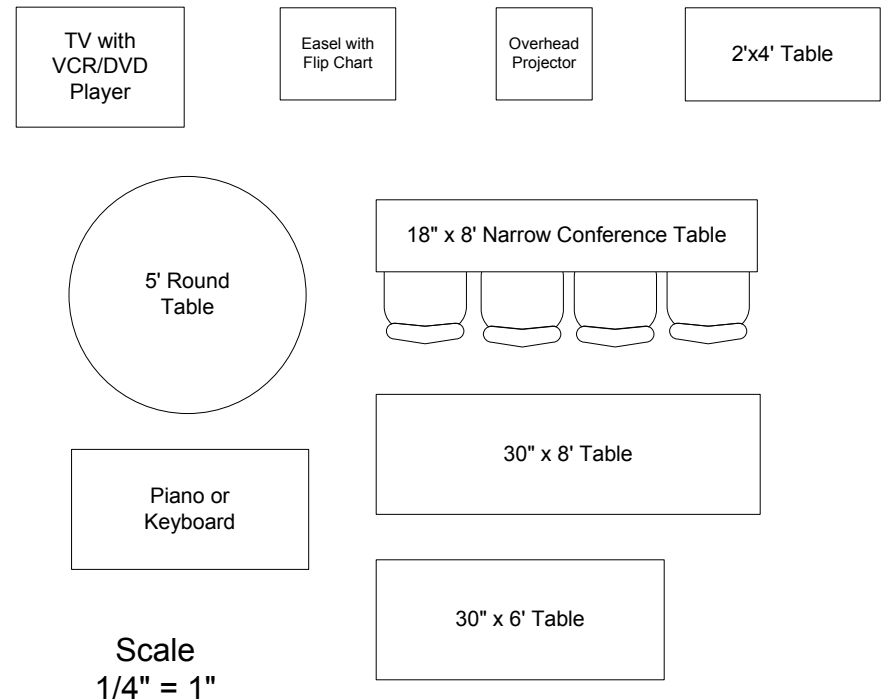 TV with
VCR/DVD
Player
Easel with
Flip Chart
Overhead
Projector
2'x4' Table
5' Round
Table
18" x 8' Narrow Conference Table
30" x 8' Table
Piano or
Keyboard
30" x 6' Table
Scale
1/4" = 1"